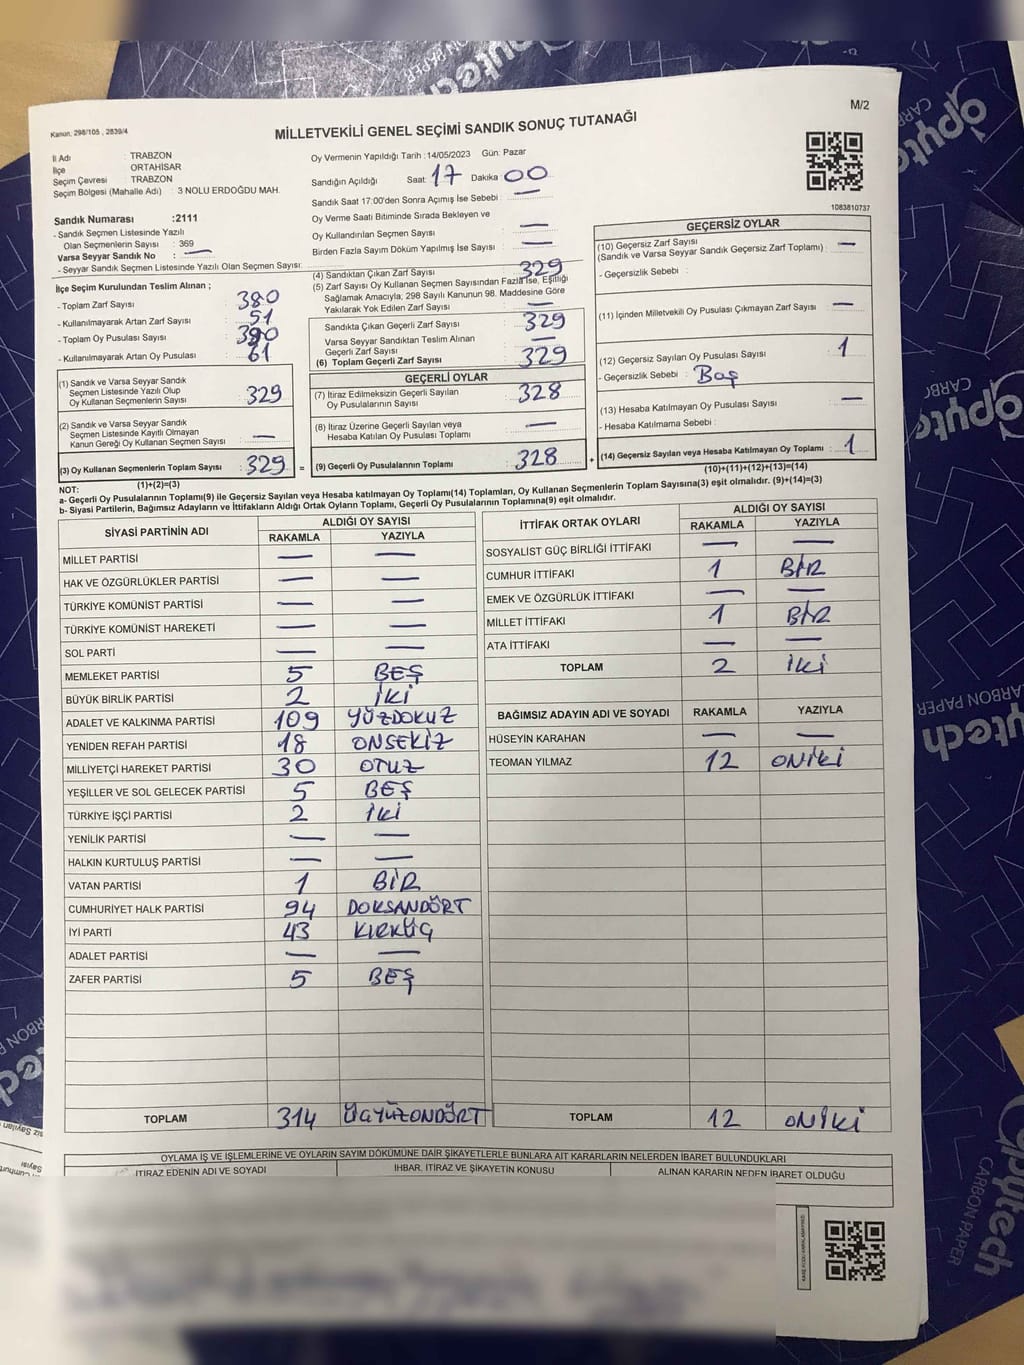 Kanun, 298/105 , 2839/4
M/2
MİLLETVEKİLİ GENEL SEÇİMİ SANDIK SONUÇ TUTANAĞI
İl Adı : TRABZON
İlçe : ORTAHİSAR
Seçim Çevresi : TRABZON
Seçim Bölgesi (Mahalle Adı) : 3 NOLU ERDOĞDU MAH.
Sandık Numarası :2111
- Sandık Seçmen Listesinde Yazılı
Olan Seçmenlerin Sayısı : 369
Varsa Seyyar Sandık No : —
- Seyyar Sandık Seçmen Listesinde Yazılı Olan Seçmen Sayısı:
Oy Vermenin Yapıldığı Tarih :14/05/2023 Gün: Pazar
Sandığın Açıldığı Saat: 17 Dakika: 00
Sandık Saat 17:00'den Sonra Açımış İse Sebebi : —
Oy Verme Saati Bitiminde Sırada Bekleyen ve
Oy Kullandırılan Seçmen Sayısı : —
Birden Fazla Sayım Döküm Yapılmış İse Sayısı : —
1083810737
İlçe Seçim Kurulundan Teslim Alınan ;
- Toplam Zarf Sayısı : 380
- Kullanılmayarak Artan Zarf Sayısı : 51
- Toplam Oy Pusulası Sayısı : 390
- Kullanılmayarak Artan Oy Pusulası : 61
(4) Sandıktan Çıkan Zarf Sayısı : 329
(5) Zarf Sayısı Oy Kullanan Seçmen Sayısından Fazla İse, Eşitliği
Sağlamak Amacıyla; 298 Sayılı Kanunun 98. Maddesine Göre
Yakılarak Yok Edilen Zarf Sayısı : —
Sandıkta Çıkan Geçerli Zarf Sayısı : 329
Varsa Seyyar Sandıktan Teslim Alınan
Geçerli Zarf Sayısı : —
(6) Toplam Geçerli Zarf Sayısı : 329
GEÇERSİZ OYLAR
(10) Geçersiz Zarf Sayısı
(Sandık ve Varsa Seyyar Sandık Geçersiz Zarf Toplamı) : —
- Geçersizlik Sebebi :
(11) İçinden Milletvekili Oy Pusulası Çıkmayan Zarf Sayısı : —
(12) Geçersiz Sayılan Oy Pusulası Sayısı : 1
- Geçersizlik Sebebi : Boş
(13) Hesaba Katılmayan Oy Pusulası Sayısı : —
- Hesaba Katılmama Sebebi :
(14) Geçersiz Sayılan veya Hesaba Katılmayan Oy Toplamı : 1
(10)+(11)+(12)+(13)=(14)
(1) Sandık ve Varsa Seyyar Sandık
Seçmen Listesinde Yazılı Olup
Oy Kullanan Seçmenlerin Sayısı : 329
(2) Sandık ve Varsa Seyyar Sandık
Seçmen Listesinde Kayıtlı Olmayan
Kanun Gereği Oy Kullanan Seçmen Sayısı : —
(3) Oy Kullanan Seçmenlerin Toplam Sayısı : 329 =
(1)+(2)=(3)
GEÇERLİ OYLAR
(7) İtiraz Edilmeksizin Geçerli Sayılan
Oy Pusulalarının Sayısı : 328
(8) İtiraz Üzerine Geçerli Sayılan veya
Hesaba Katılan Oy Pusulası Toplamı : —
(9) Geçerli Oy Pusulalarının Toplamı : 328 +
NOT:
a- Geçerli Oy Pusulalarının Toplamı(9) ile Geçersiz Sayılan veya Hesaba katılmayan Oy Toplamı(14) Toplamları, Oy Kullanan Seçmenlerin Toplam Sayısına(3) eşit olmalıdır. (9)+(14)=(3)
b- Siyasi Partilerin, Bağımsız Adayların ve İttifakların Aldığı Ortak Oyların Toplamı, Geçerli Oy Pusulalarının Toplamına(9) eşit olmalıdır.
SİYASİ PARTİNİN ADI ALDIĞI OY SAYISI
RAKAMLA YAZIYLA
MİLLET PARTİSİ — —
HAK VE ÖZGÜRLÜKLER PARTİSİ — —
TÜRKİYE KOMÜNİST PARTİSİ — —
TÜRKİYE KOMÜNİST HAREKETİ — —
SOL PARTİ — —
MEMLEKET PARTİSİ 5 BEŞ
BÜYÜK BİRLİK PARTİSİ 2 İKİ
ADALET VE KALKINMA PARTİSİ 109 YÜZDOKUZ
YENİDEN REFAH PARTİSİ 18 ONSEKİZ
MİLLİYETÇİ HAREKET PARTİSİ 30 OTUZ
YEŞİLLER VE SOL GELECEK PARTİSİ 5 BEŞ
TÜRKİYE İŞÇİ PARTİSİ 2 İKİ
YENİLİK PARTİSİ — —
HALKIN KURTULUŞ PARTİSİ — —
VATAN PARTİSİ 1 BİR
CUMHURİYET HALK PARTİSİ 94 DOKSANDÖRT
İYİ PARTİ 43 KIRKÜÇ
ADALET PARTİSİ — —
ZAFER PARTİSİ 5 BEŞ
TOPLAM 314 ÜÇYÜZONDÖRT
İTTİFAK ORTAK OYLARI ALDIĞI OY SAYISI
RAKAMLA YAZIYLA
SOSYALİST GÜÇ BİRLİĞİ İTTİFAKI — —
CUMHUR İTTİFAKI 1 BİR
EMEK VE ÖZGÜRLÜK İTTİFAKI — —
MİLLET İTTİFAKI 1 BİR
ATA İTTİFAKI — —
TOPLAM 2 İKİ
BAĞIMSIZ ADAYIN ADI VE SOYADI RAKAMLA YAZIYLA
HÜSEYİN KARAHAN — —
TEOMAN YILMAZ 12 ONİKİ
TOPLAM 12 ONİKİ
OYLAMA İŞ VE İŞLEMLERİNE VE OYLARIN SAYIM DÖKÜMÜNE DAİR ŞİKAYETLERLE BUNLARA AİT KARARLARIN NELERDEN İBARET BULUNDUKLARI
İTİRAZ EDENİN ADI VE SOYADI İHBAR, İTİRAZ VE ŞİKAYETİN KONUSU ALINAN KARARIN NEDEN İBARET OLDUĞU
Copytech
CARBON PAPER